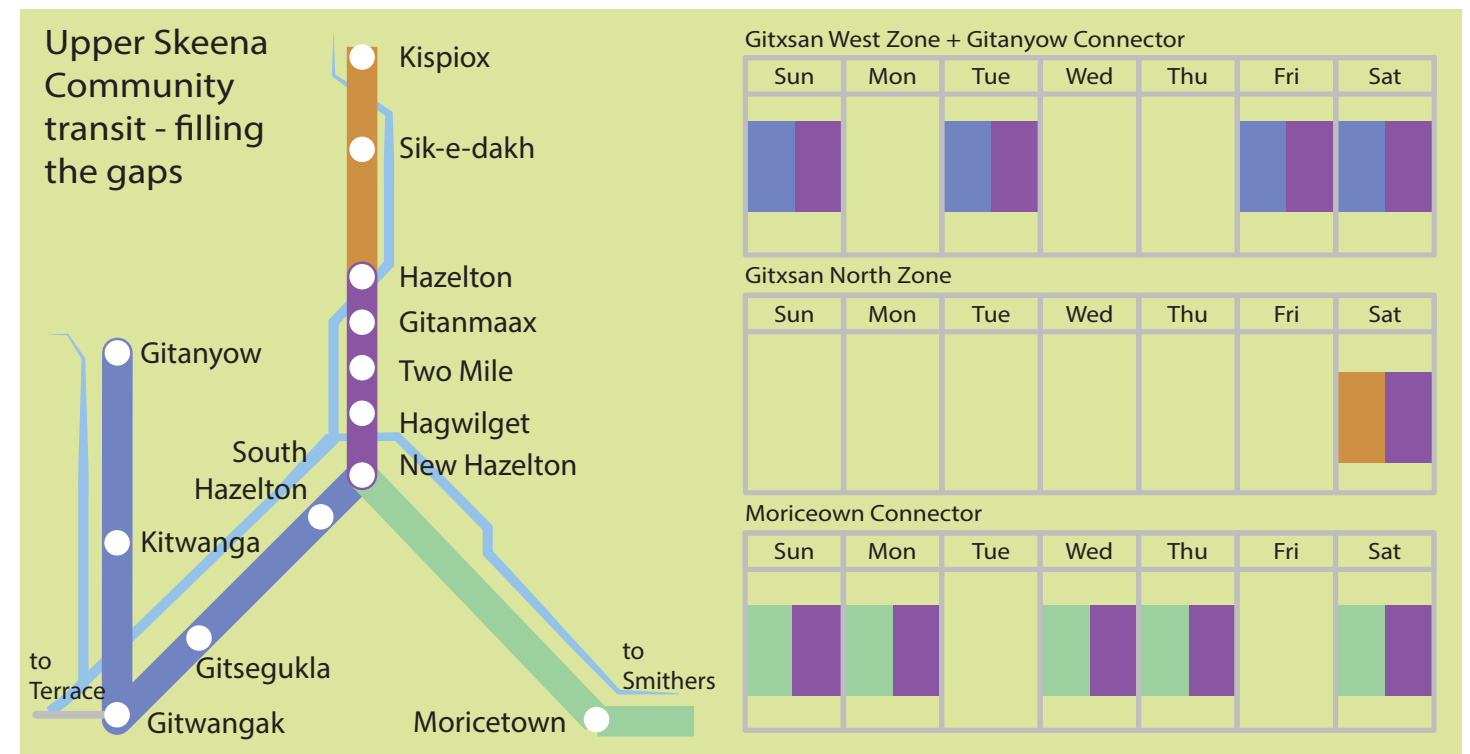 Upper Skeena
Community
transit - filling
the gaps
Kispiox
Sik-e-dakh
Hazelton
Gitanmaax
Two Mile
Hagwilget
New Hazelton
South
Hazelton
Gitanyow
Kitwanga
Gitsegukla
to
Terrace
Gitwangak
Moricetown
to
Smithers
Gitxsan West Zone + Gitanyow Connector
Sun Mon Tue Wed Thu Fri Sat
Gitxsan North Zone
Sun Mon Tue Wed Thu Fri Sat
Moriceown Connector
Sun Mon Tue Wed Thu Fri Sat